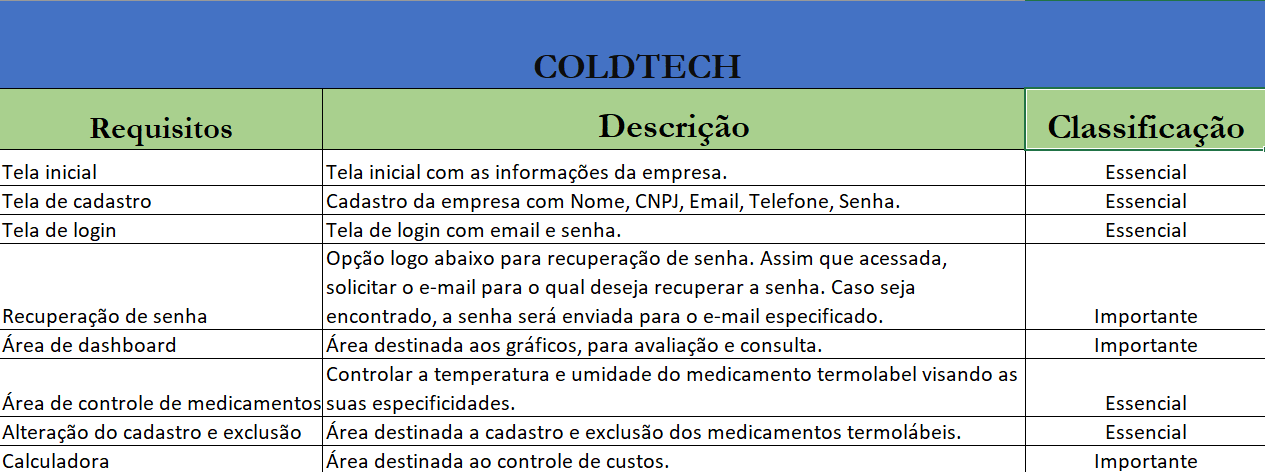 COLDTECH
Requisitos Descrição Classificação
Tela inicial Tela inicial com as informações da empresa. Essencial
Tela de cadastro Cadastro da empresa com Nome, CNPJ, Email, Telefone, Senha. Essencial
Tela de login Tela de login com email e senha. Essencial
Opção logo abaixo para recuperação de senha. Assim que acessada,
solicitar o e-mail para o qual deseja recuperar a senha. Caso seja
Recuperação de senha encontrado, a senha será enviada para o e-mail especificado. Importante
Área de dashboard Área destinada aos gráficos, para avaliação e consulta. Importante
Controlar a temperatura e umidade do medicamento termolabel visando as
Área de controle de medicamentos suas especificidades. Essencial
Alteração do cadastro e exclusão Área destinada a cadastro e exclusão dos medicamentos termolábeis. Essencial
Calculadora Área destinada ao controle de custos. Importante